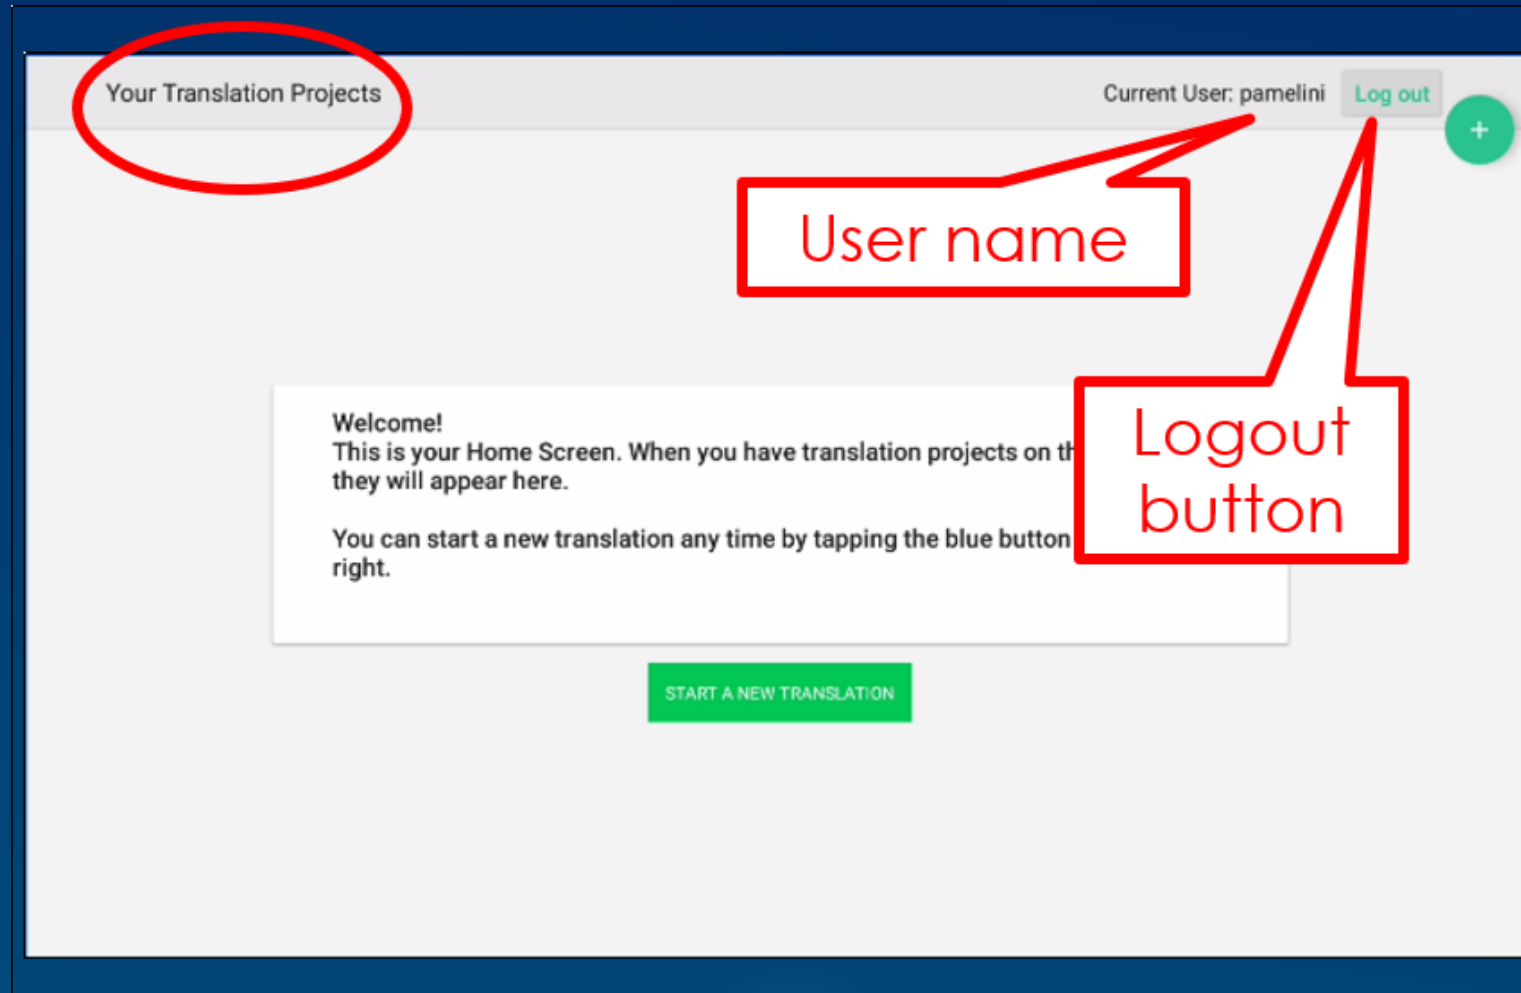 Your Translation Projects
Current User: pamelini
Log out
+
User name
Welcome!
This is your Home Screen. When you have translation projects on
they will appear here.
You can start a new translation any time by tapping the blue button
right.
Logout
button
START A NEW TRANSLATION